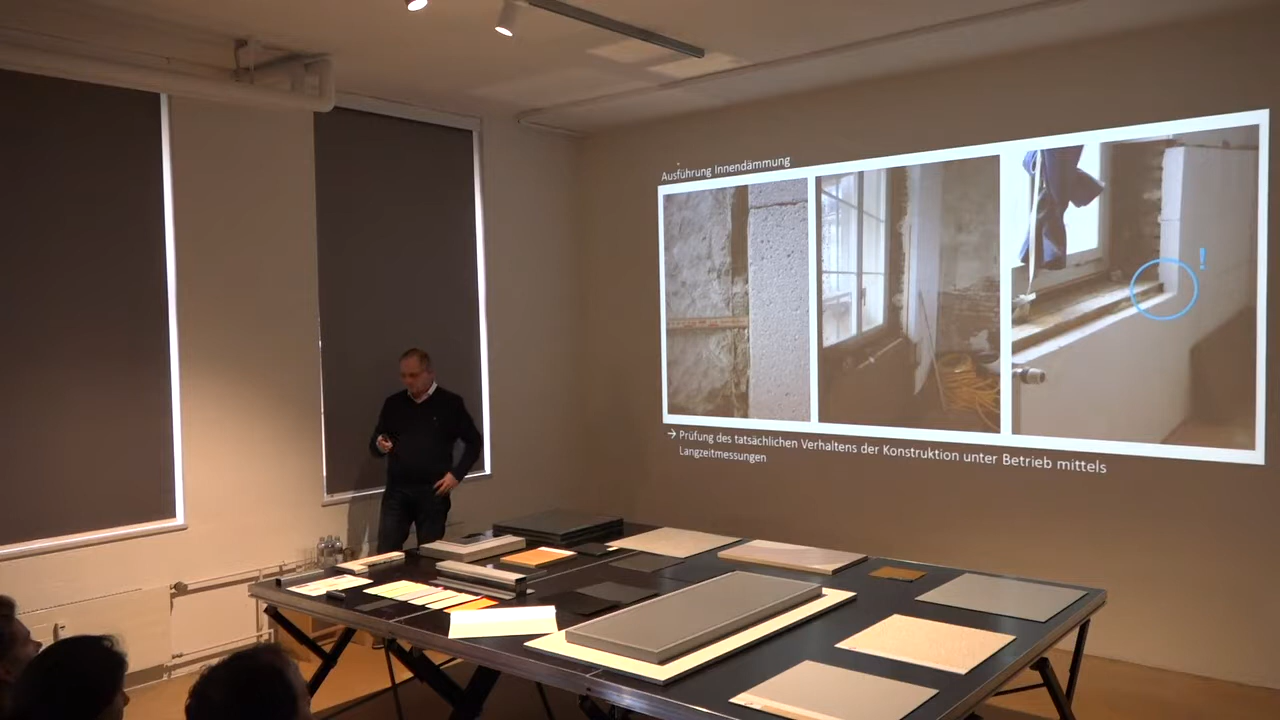 Ausführung Innendämmung
!
→ Prüfung des tatsächlichen Verhaltens der Konstruktion unter Betrieb mittels
Langzeitmessungen